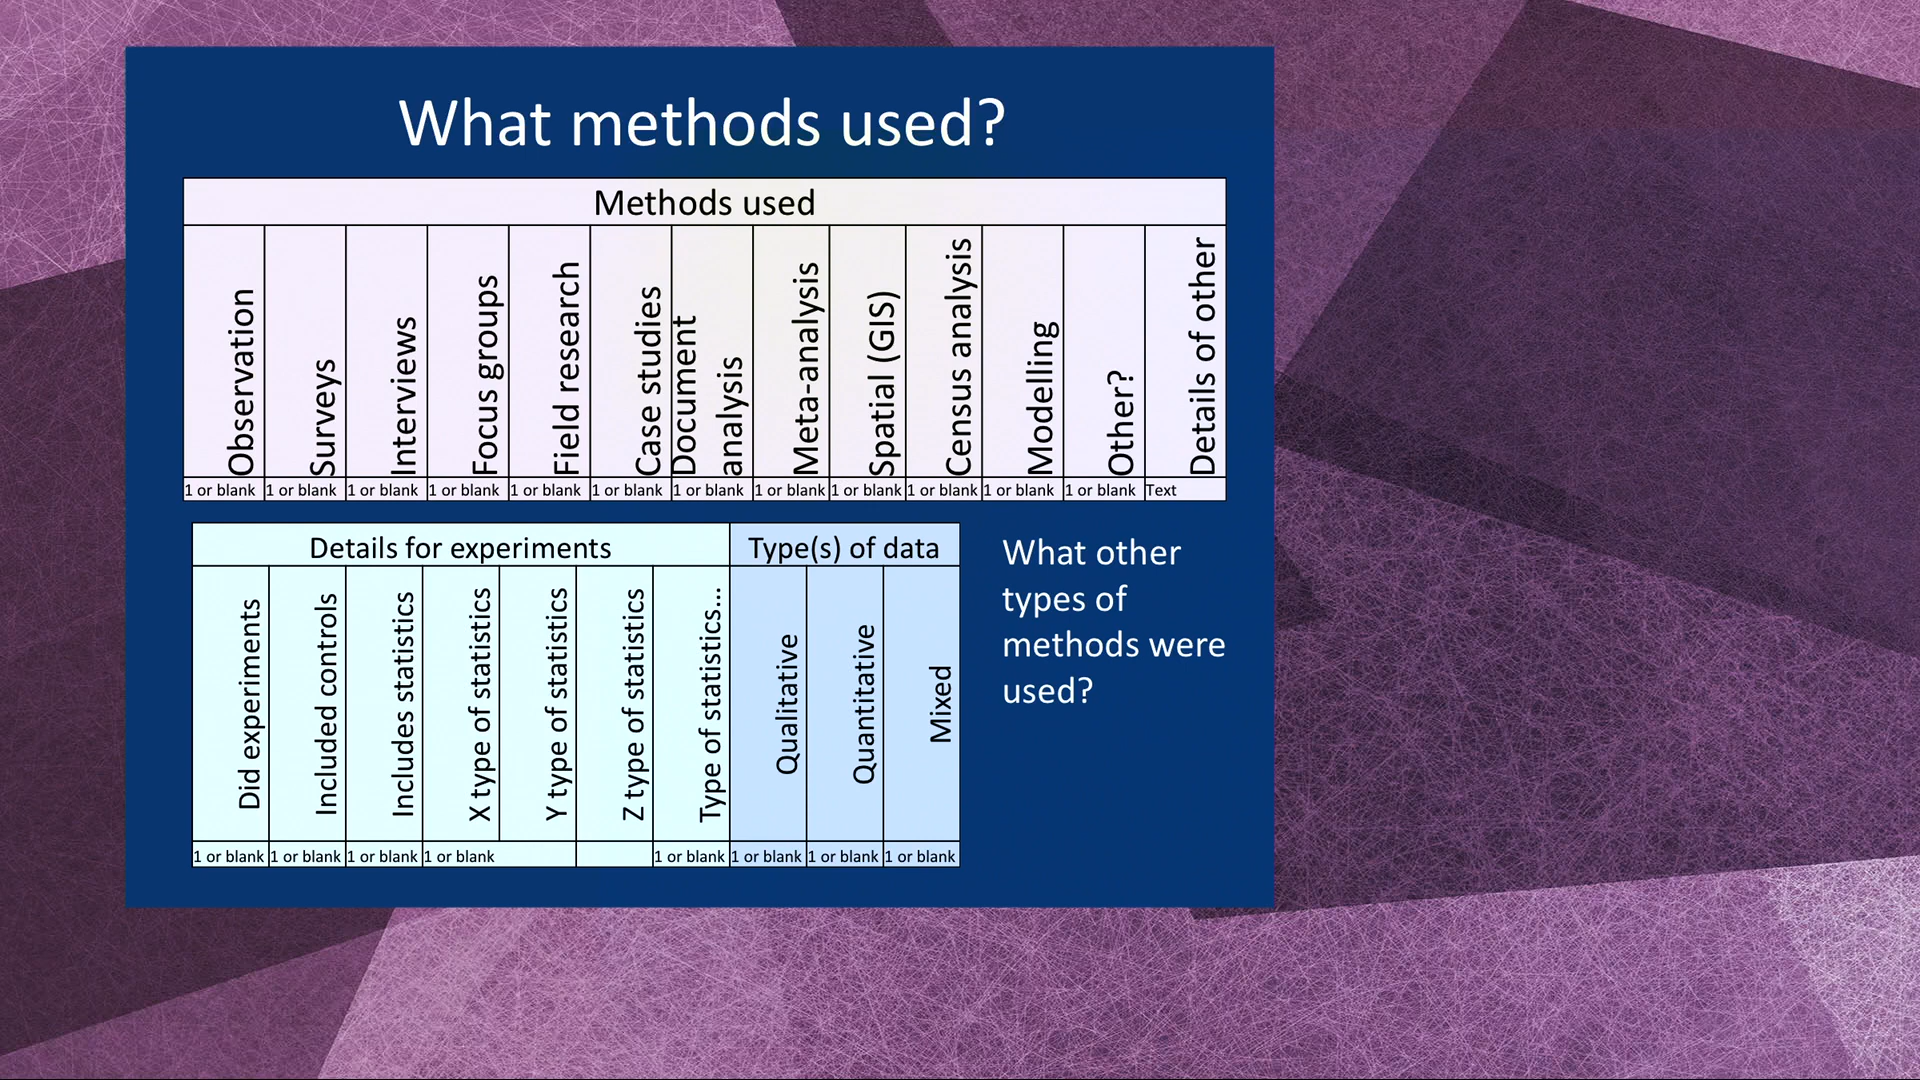 What methods used?
Methods used
Observation
Surveys
Interviews
Focus groups
Field research
Case studies
Document
analysis
Meta-analysis
Spatial (GIS)
Census analysis
Modelling
Other?
Details of other
1 or blank 1 or blank 1 or blank 1 or blank 1 or blank 1 or blank 1 or blank 1 or blank 1 or blank 1 or blank 1 or blank 1 or blank Text
Details for experiments
Type(s) of data
Did experiments
Included controls
Includes statistics
X type of statistics
Y type of statistics
Z type of statistics
Type of statistics...
Qualitative
Quantitative
Mixed
1 or blank 1 or blank 1 or blank 1 or blank 1 or blank 1 or blank 1 or blank 1 or blank
What other
types of
methods were
used?